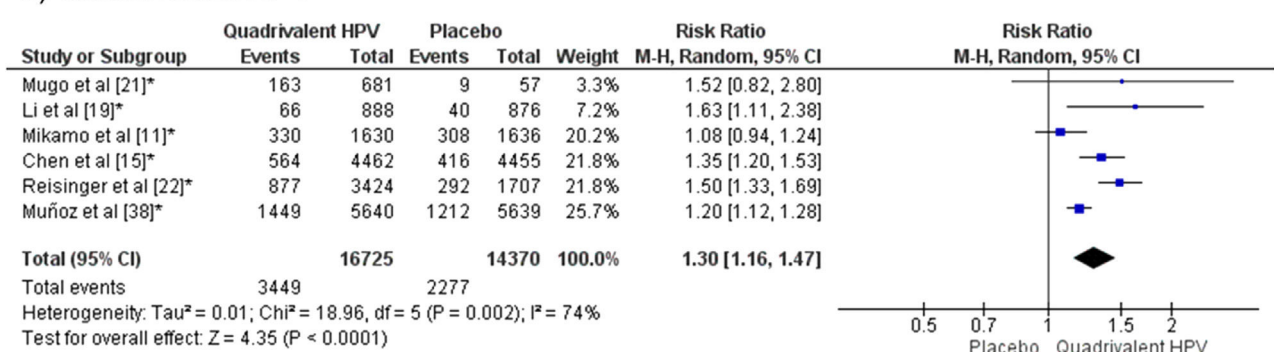 Quadrivalent HPV Placebo Risk Ratio Risk Ratio
Study or Subgroup Events Total Events Total Weight M-H, Random, 95% CI M-H, Random, 95% CI
Mugo et al [21]* 163 681 9 57 3.3% 1.52 [0.82, 2.80]
Li et al [19]* 66 888 40 876 7.2% 1.63 [1.11, 2.38]
Mikamo et al [11]* 330 1630 308 1636 20.2% 1.08 [0.94, 1.24]
Chen et al [15]* 564 4462 416 4455 21.8% 1.35 [1.20, 1.53]
Reisinger et al [22]* 877 3424 292 1707 21.8% 1.50 [1.33, 1.69]
Muñoz et al [38]* 1449 5640 1212 5639 25.7% 1.20 [1.12, 1.28]
Total (95% CI) 16725 14370 100.0% 1.30 [1.16, 1.47]
Total events 3449 2277
Heterogeneity: Tau² = 0.01; Chi² = 18.96, df = 5 (P = 0.002); I² = 74%
Test for overall effect: Z = 4.35 (P < 0.0001)
0.5 0.7 1 1.5 2
Placebo Quadrivalent HPV